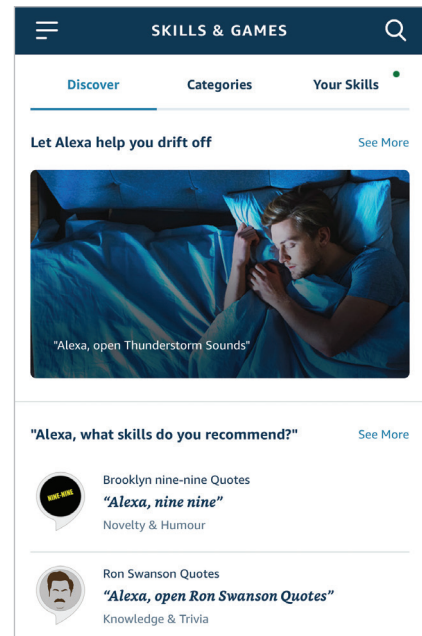 SKILLS & GAMES
Discover Categories Your Skills
Let Alexa help you drift off See More
"Alexa, open Thunderstorm Sounds"
"Alexa, what skills do you recommend?" See More
Brooklyn nine-nine Quotes
NINE-NINE
“Alexa, nine nine”
Novelty & Humour
Ron Swanson Quotes
“Alexa, open Ron Swanson Quotes”
Knowledge & Trivia